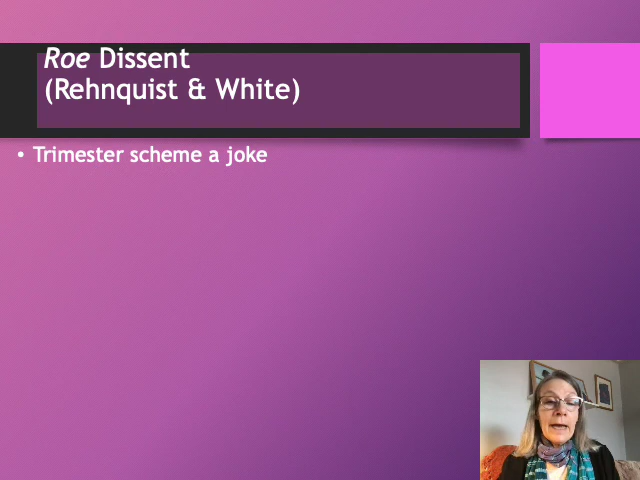 Roe Dissent
(Rehnquist & White)
• Trimester scheme a joke